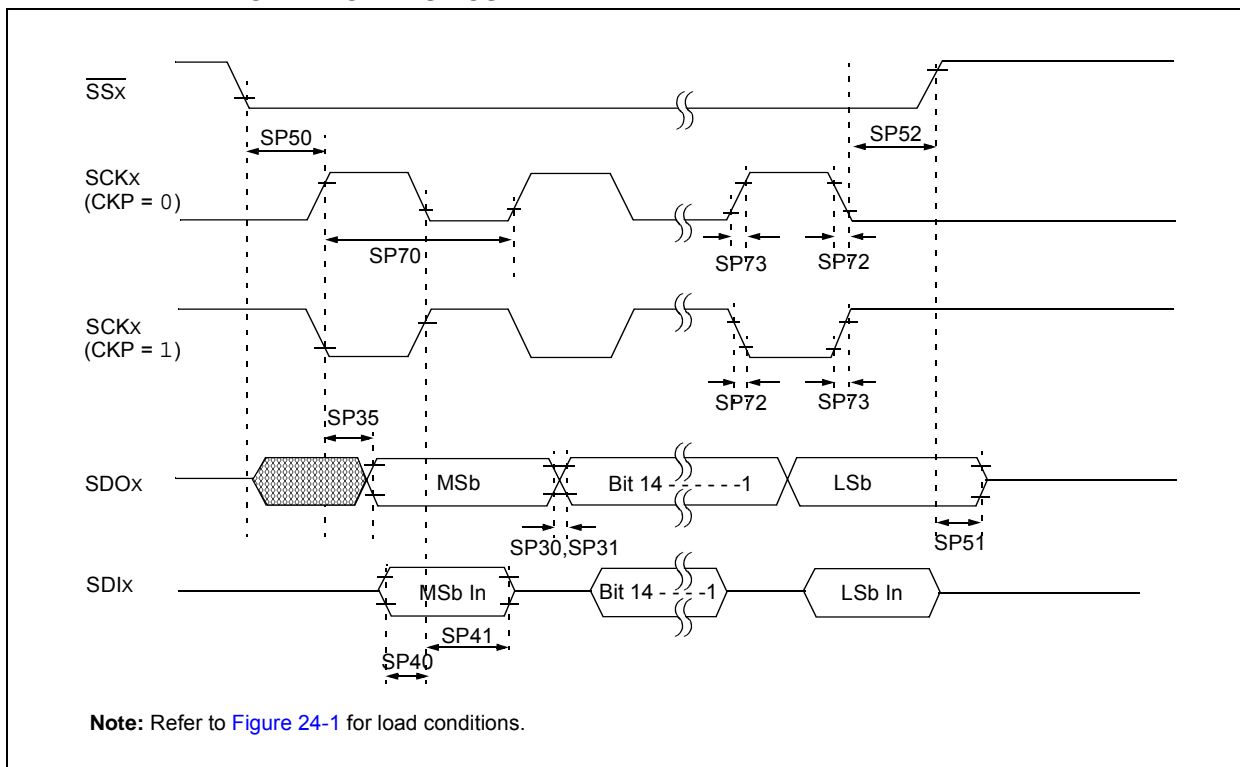 SSx
SP50
SP52
SCKx
(CKP = 0)
SP70
SP73
SP72
SCKx
(CKP = 1)
SP35
SP72
SP73
SDOx
MSb
Bit 14 - - - - - -1
LSb
SP30,SP31
SP51
SDIx
MSb In
Bit 14 - - - -1
LSb In
SP41
SP40
Note: Refer to Figure 24-1 for load conditions.